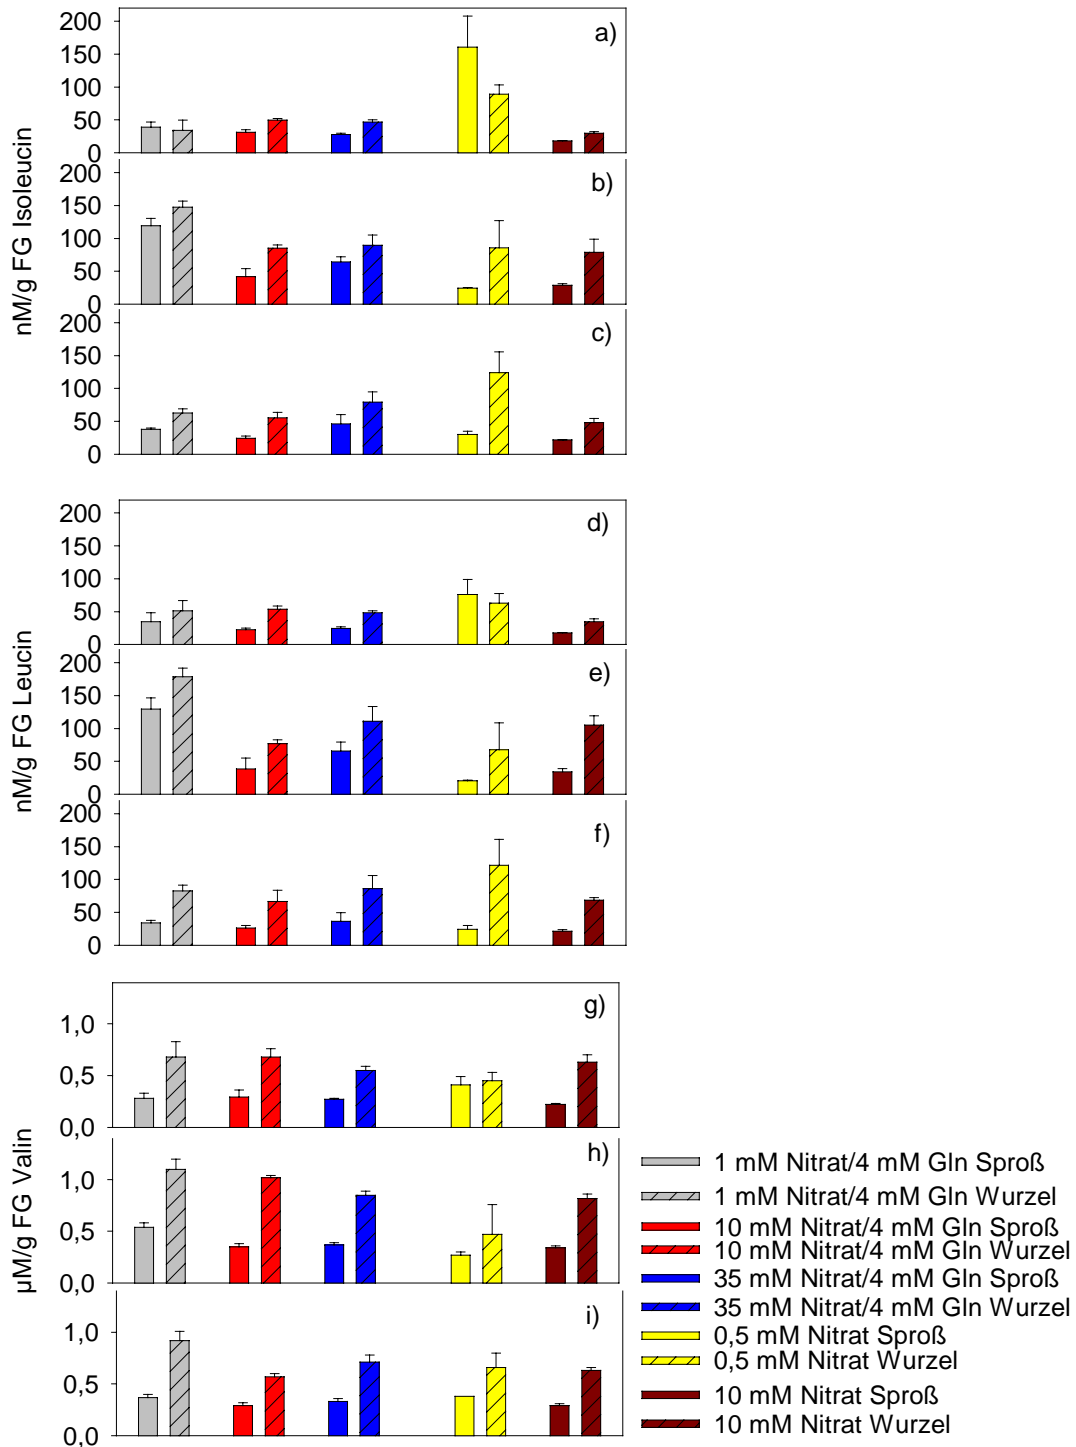 nM/g FG Isoleucin
200
150
100
50
0
a)
200
150
100
50
0
b)
200
150
100
50
0
c)
nM/g FG Leucin
200
150
100
50
0
d)
200
150
100
50
0
e)
200
150
100
50
0
f)
µM/g FG Valin
1,0
0,5
0,0
g)
1,0
0,5
0,0
h)
1,0
0,5
0,0
i)
1 mM Nitrat/4 mM Gln Sproß
1 mM Nitrat/4 mM Gln Wurzel
10 mM Nitrat/4 mM Gln Sproß
10 mM Nitrat/4 mM Gln Wurzel
35 mM Nitrat/4 mM Gln Sproß
35 mM Nitrat/4 mM Gln Wurzel
0,5 mM Nitrat Sproß
0,5 mM Nitrat Wurzel
10 mM Nitrat Sproß
10 mM Nitrat Wurzel